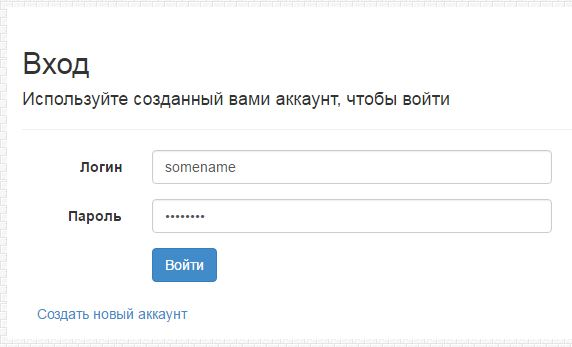 Вход
Используйте созданный вами аккаунт, чтобы войти
Логин
somename
Пароль
••••••••
Войти
Создать новый аккаунт